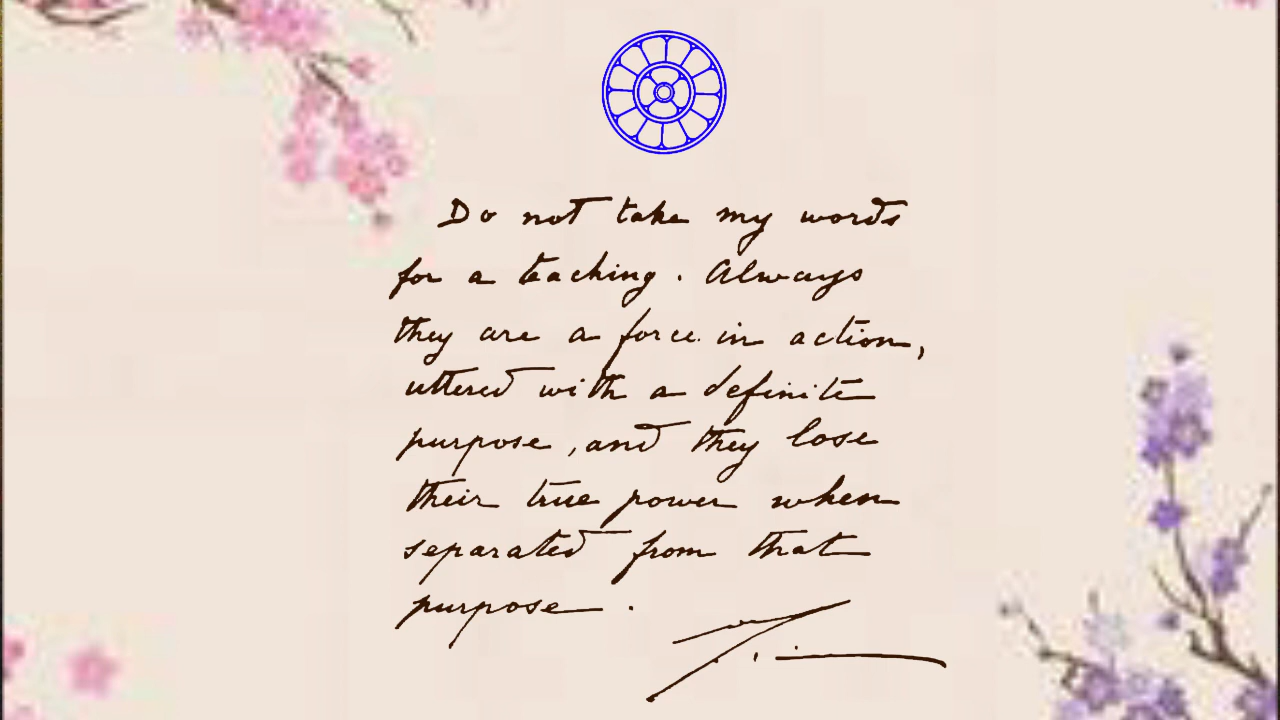 Do not take my words
for a teaching. Always
they are a force in action,
uttered with a definite
purpose, and they lose
their true power when
separated from that
purpose.